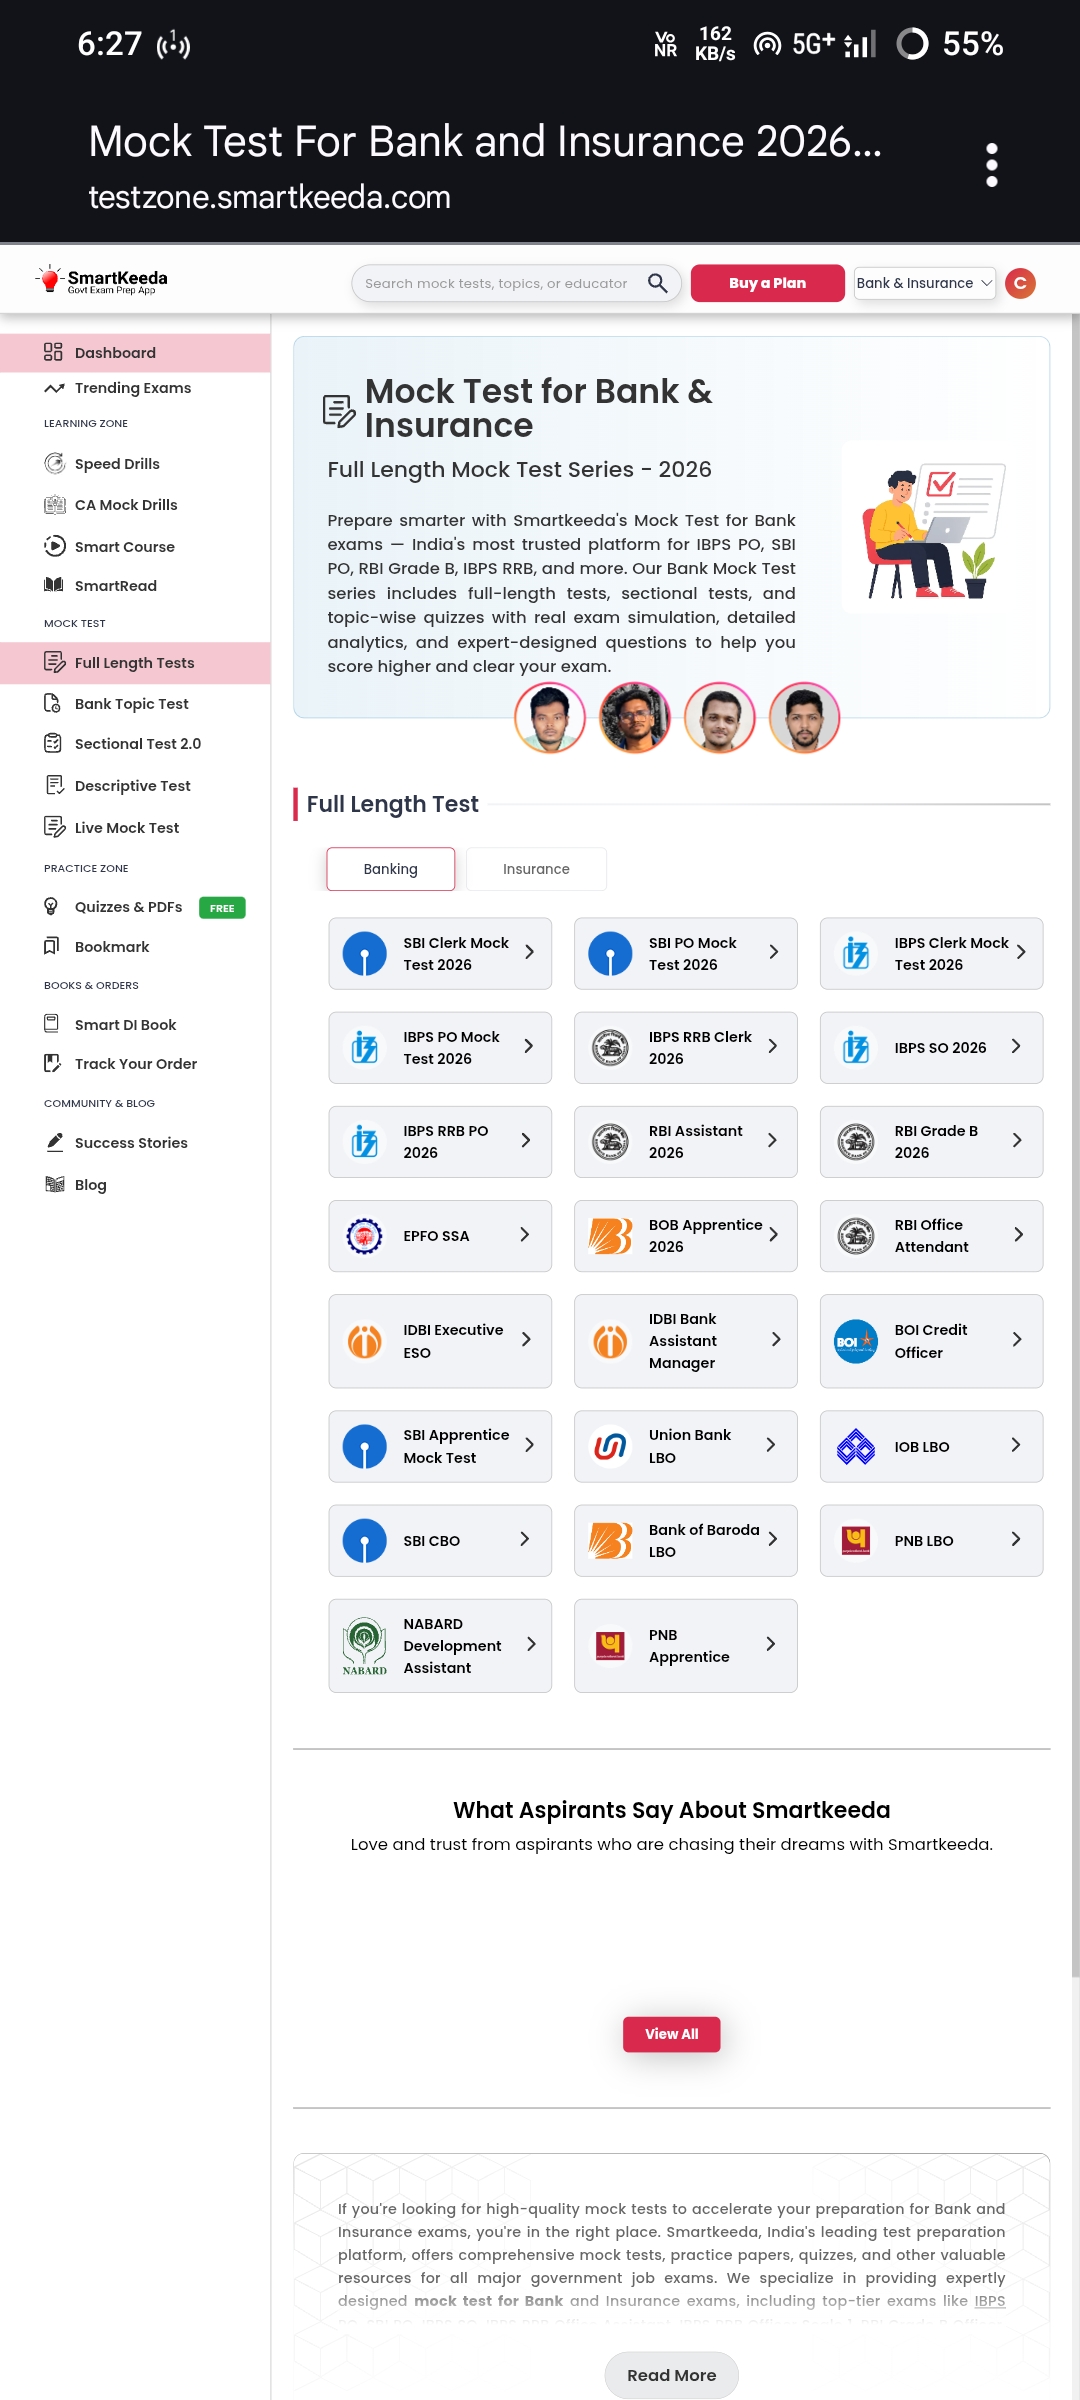 6:27
1
Vo
NR
162
KB/s
5G+
55%
Mock Test For Bank and Insurance 2026...
testzone.smartkeeda.com
SmartKeeda
Govt Exam Prep App
Search mock tests, topics, or educator
Buy a Plan
Bank & Insurance
C
Dashboard
Trending Exams
LEARNING ZONE
Speed Drills
CA Mock Drills
Smart Course
SmartRead
MOCK TEST
Full Length Tests
Bank Topic Test
Sectional Test 2.0
Descriptive Test
Live Mock Test
PRACTICE ZONE
Quizzes & PDFs
FREE
Bookmark
BOOKS & ORDERS
Smart DI Book
Track Your Order
COMMUNITY & BLOG
Success Stories
Blog
Mock Test for Bank &
Insurance
Full Length Mock Test Series - 2026
Prepare smarter with Smartkeeda's Mock Test for Bank
exams — India's most trusted platform for IBPS PO, SBI
PO, RBI Grade B, IBPS RRB, and more. Our Bank Mock Test
series includes full-length tests, sectional tests, and
topic-wise quizzes with real exam simulation, detailed
analytics, and expert-designed questions to help you
score higher and clear your exam.
Full Length Test
Banking
Insurance
SBI Clerk Mock
Test 2026
SBI PO Mock
Test 2026
IBPS Clerk Mock
Test 2026
IBPS PO Mock
Test 2026
IBPS RRB Clerk
2026
IBPS SO 2026
IBPS RRB PO
2026
RBI Assistant
2026
RBI Grade B
2026
EPFO SSA
BOB Apprentice
2026
RBI Office
Attendant
IDBI Executive
ESO
IDBI Bank
Assistant
Manager
BOI
BOI Credit
Officer
SBI Apprentice
Mock Test
Union Bank
LBO
IOB LBO
SBI CBO
Bank of Baroda
LBO
PNB LBO
NABARD
NABARD
Development
Assistant
PNB
Apprentice
What Aspirants Say About Smartkeeda
Love and trust from aspirants who are chasing their dreams with Smartkeeda.
View All
If you're looking for high-quality mock tests to accelerate your preparation for Bank and
Insurance exams, you're in the right place. Smartkeeda, India's leading test preparation
platform, offers comprehensive mock tests, practice papers, quizzes, and other valuable
resources for all major government job exams. We specialize in providing expertly
designed mock test for Bank and Insurance exams, including top-tier exams like IBPS
Read More